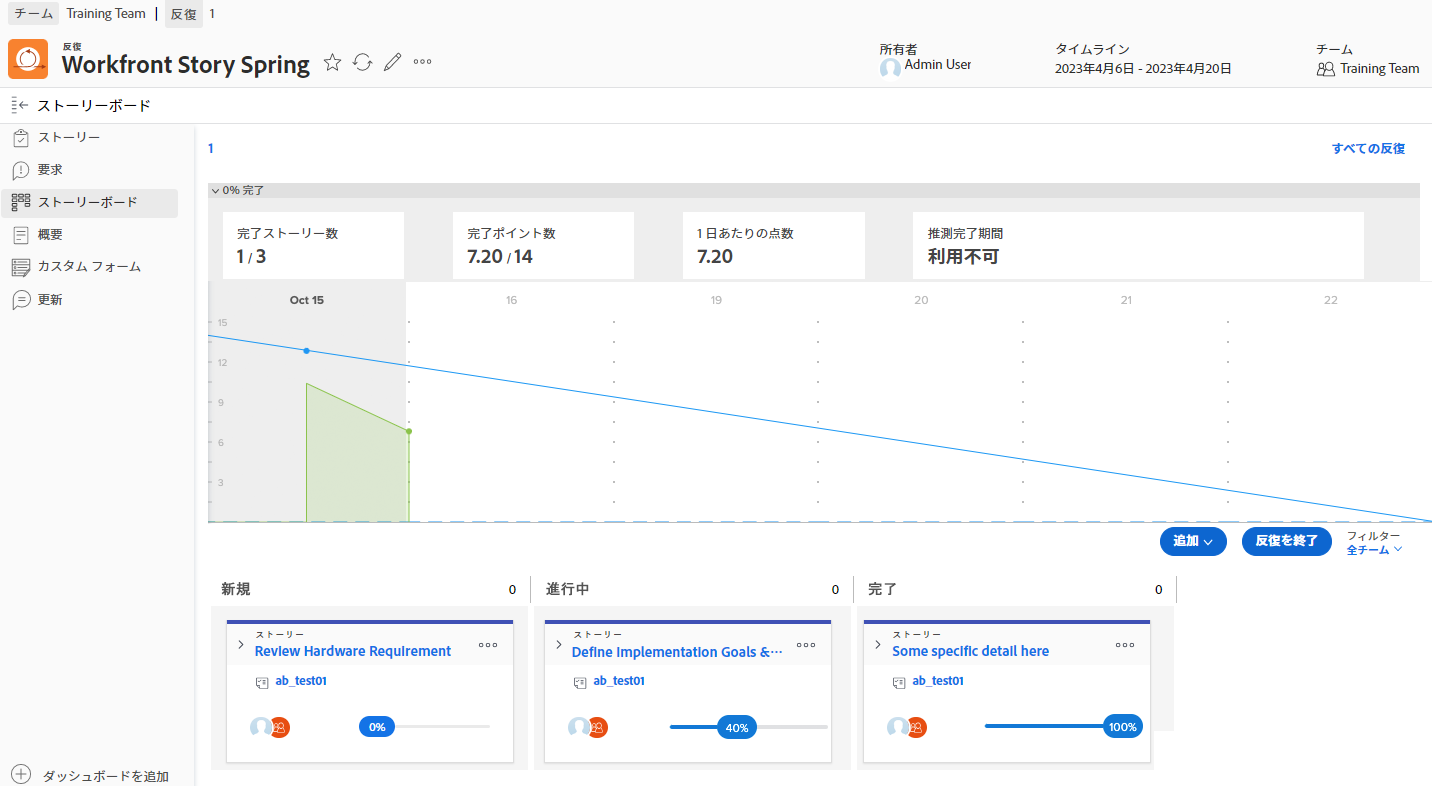 チーム Training Team | 反復 1
反復
Workfront Story Spring
所有者
Admin User
タイムライン
2023年4月6日 - 2023年4月20日
チーム
Training Team
ストーリーボード
ストーリー
要求
ストーリーボード
概要
カスタム フォーム
更新
ダッシュボードを追加
1
すべての反復
0% 完了
完了ストーリー数
1 / 3
完了ポイント数
7.20 / 14
1 日あたりの点数
7.20
推測完了期間
利用不可
Oct 15 16 19 20 21 22
15
12
9
6
3
追加
反復を終了
フィルター
全チーム
新規 0
ストーリー
Review Hardware Requirement
ab_test01
0%
進行中 0
ストーリー
Define Implementation Goals &···
ab_test01
40%
完了 0
ストーリー
Some specific detail here
ab_test01
100%